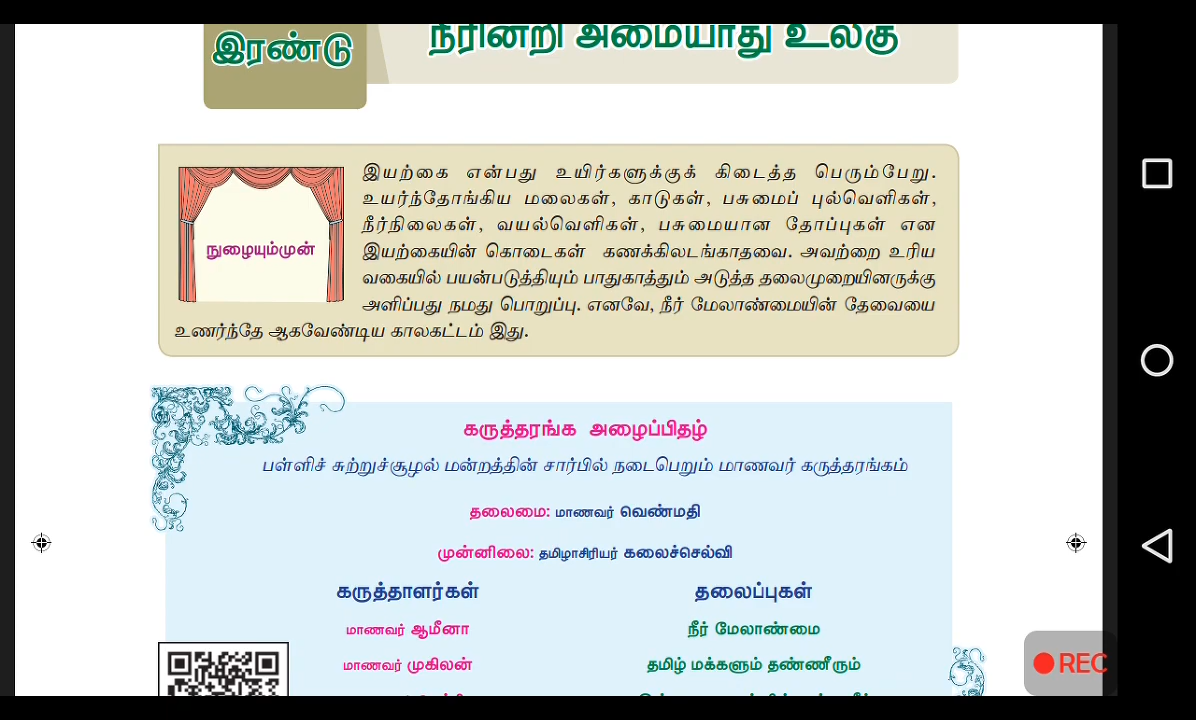 இரண்டு
நீரின்றி அமையாது உலகு
நுழையும்முன்
இயற்கை என்பது உயிர்களுக்குக் கிடைத்த பெரும்பேறு.
உயர்ந்தோங்கிய மலைகள், காடுகள், பசுமைப் புல்வெளிகள்,
நீர்நிலைகள், வயல்வெளிகள், பசுமையான தோப்புகள் என
இயற்கையின் கொடைகள் கணக்கிலடங்காதவை. அவற்றை உரிய
வகையில் பயன்படுத்தியும் பாதுகாத்தும் அடுத்த தலைமுறையினருக்கு
அளிப்பது நமது பொறுப்பு. எனவே, நீர் மேலாண்மையின் தேவையை
உணர்ந்தே ஆகவேண்டிய காலகட்டம் இது.
கருத்தரங்க அழைப்பிதழ்
பள்ளிச் சுற்றுச்சூழல் மன்றத்தின் சார்பில் நடைபெறும் மாணவர் கருத்தரங்கம்
தலைமை: மாணவர் வெண்மதி
முன்னிலை: தமிழாசிரியர் கலைச்செல்வி
கருத்தாளர்கள் தலைப்புகள்
மாணவர் ஆமீனா நீர் மேலாண்மை
மாணவர் முகிலன் தமிழ் மக்களும் தண்ணீரும்
REC